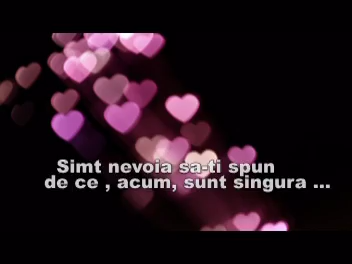 Simt nevoia sa-ti spun
de ce , acum, sunt singura ...